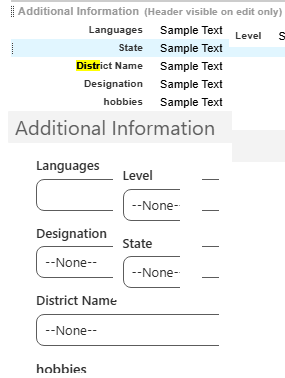 Additional Information (Header visible on edit only)
Languages Sample Text
Level S
State Sample Text
District Name Sample Text
Designation Sample Text
hobbies Sample Text
Additional Information
Languages
Level
--None--
Designation
State
--None--
--None--
District Name
--None--
hobbies